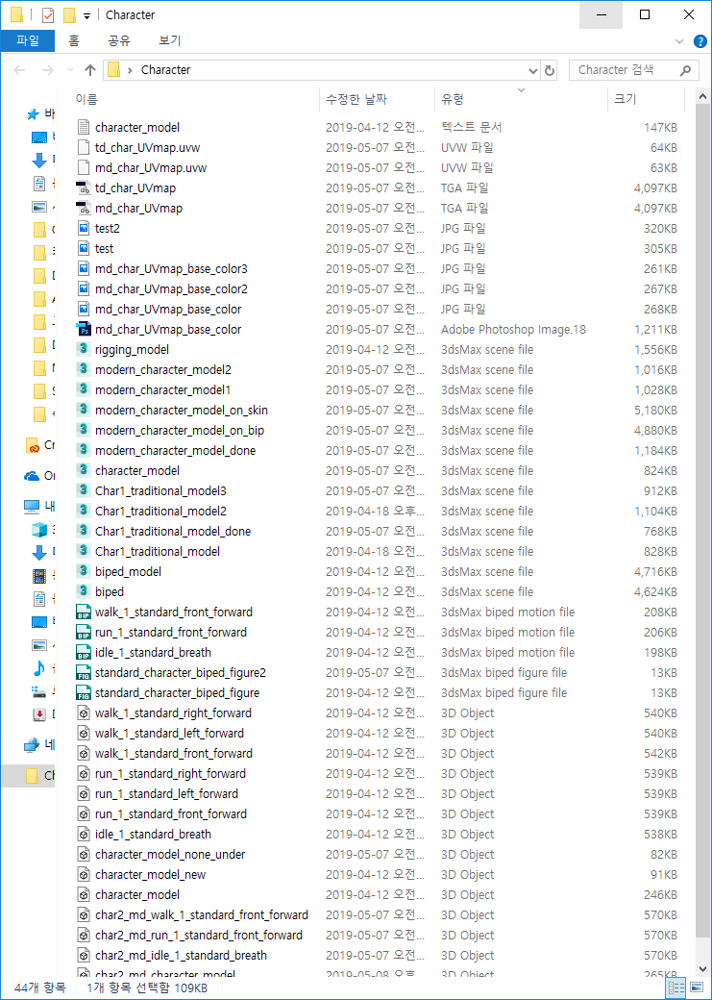 Character
파일 홈 공유 보기
Character Character 검색
이름 수정한 날짜 유형 크기
character_model 2019-04-12 오전... 텍스트 문서 147KB
td_char_UVmap.uvw 2019-05-07 오전... UVW 파일 64KB
md_char_UVmap.uvw 2019-05-07 오전... UVW 파일 63KB
td_char_UVmap 2019-05-07 오전... TGA 파일 4,097KB
md_char_UVmap 2019-05-07 오전... TGA 파일 4,097KB
test2 2019-05-07 오전... JPG 파일 320KB
test 2019-05-07 오전... JPG 파일 305KB
md_char_UVmap_base_color3 2019-05-07 오전... JPG 파일 261KB
md_char_UVmap_base_color2 2019-05-07 오전... JPG 파일 267KB
md_char_UVmap_base_color 2019-05-07 오전... JPG 파일 268KB
md_char_UVmap_base_color 2019-05-07 오전... Adobe Photoshop Image.18 1,211KB
rigging_model 2019-04-12 오전... 3dsMax scene file 1,556KB
modern_character_model2 2019-05-07 오전... 3dsMax scene file 1,016KB
modern_character_model1 2019-05-07 오전... 3dsMax scene file 1,028KB
modern_character_model_on_skin 2019-05-07 오전... 3dsMax scene file 5,180KB
modern_character_model_on_bip 2019-05-07 오전... 3dsMax scene file 4,880KB
modern_character_model_done 2019-05-07 오전... 3dsMax scene file 1,184KB
character_model 2019-05-07 오전... 3dsMax scene file 824KB
Char1_traditional_model3 2019-05-07 오전... 3dsMax scene file 912KB
Char1_traditional_model2 2019-04-18 오후... 3dsMax scene file 1,104KB
Char1_traditional_model_done 2019-05-07 오전... 3dsMax scene file 768KB
Char1_traditional_model 2019-04-18 오전... 3dsMax scene file 828KB
biped_model 2019-04-12 오전... 3dsMax scene file 4,716KB
biped 2019-05-07 오전... 3dsMax scene file 4,624KB
walk_1_standard_front_forward 2019-04-12 오전... 3dsMax biped motion file 208KB
run_1_standard_front_forward 2019-04-12 오전... 3dsMax biped motion file 206KB
idle_1_standard_breath 2019-04-12 오전... 3dsMax biped motion file 198KB
standard_character_biped_figure2 2019-05-07 오전... 3dsMax biped figure file 13KB
standard_character_biped_figure 2019-04-12 오전... 3dsMax biped figure file 13KB
walk_1_standard_right_forward 2019-04-12 오전... 3D Object 540KB
walk_1_standard_left_forward 2019-04-12 오전... 3D Object 540KB
walk_1_standard_front_forward 2019-04-12 오전... 3D Object 542KB
run_1_standard_right_forward 2019-04-12 오전... 3D Object 539KB
run_1_standard_left_forward 2019-04-12 오전... 3D Object 539KB
run_1_standard_front_forward 2019-04-12 오전... 3D Object 539KB
idle_1_standard_breath 2019-04-12 오전... 3D Object 538KB
character_model_none_under 2019-05-07 오전... 3D Object 82KB
character_model_new 2019-04-12 오전... 3D Object 91KB
character_model 2019-04-12 오전... 3D Object 246KB
char2_md_walk_1_standard_front_forward 2019-05-07 오전... 3D Object 570KB
char2_md_run_1_standard_front_forward 2019-05-07 오전... 3D Object 570KB
char2_md_idle_1_standard_breath 2019-05-07 오전... 3D Object 570KB
char2_md_character_model 2019-05-08 오후... 3D Object 265KB
44개 항목 1개 항목 선택함 109KB